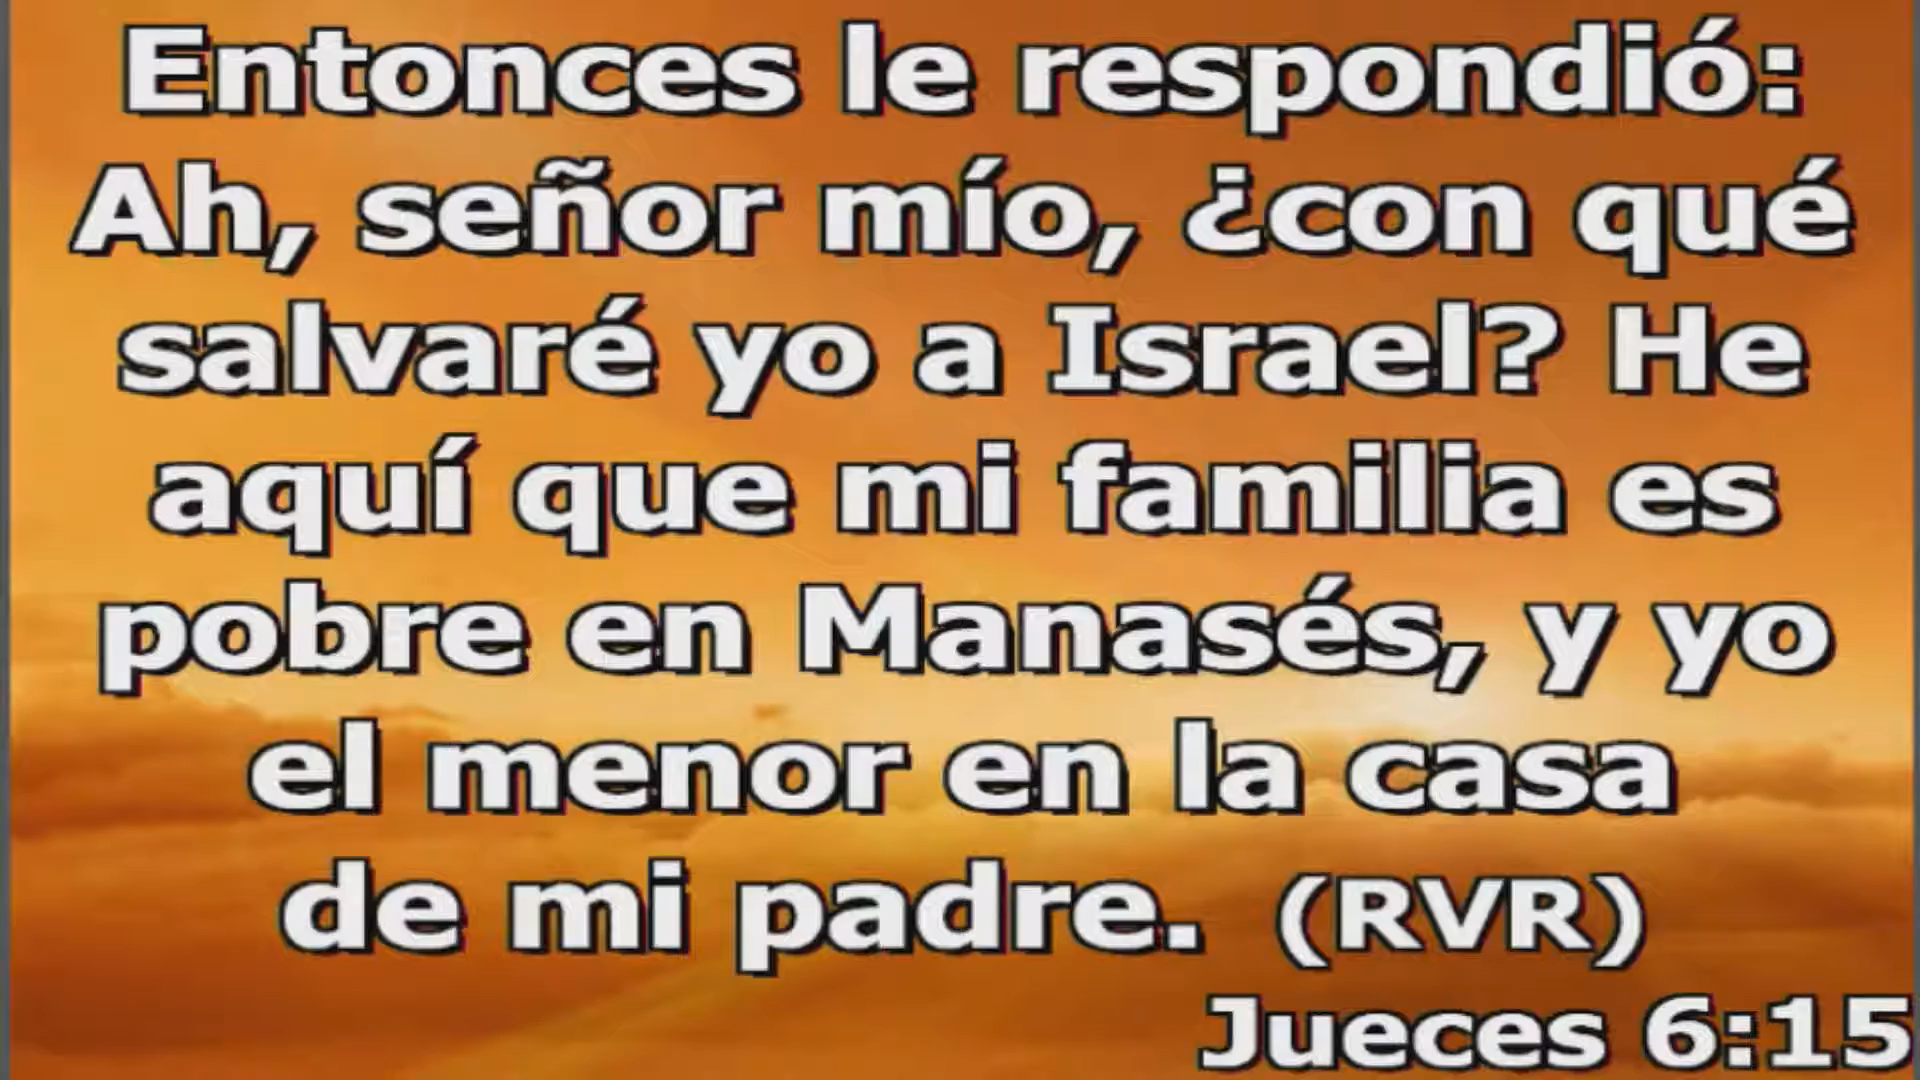 Entonces le respondió:
Ah, señor mío, ¿con qué
salvaré yo a Israel? He
aquí que mi familia es
pobre en Manasés, y yo
el menor en la casa
de mi padre. (RVR)
Jueces 6:15